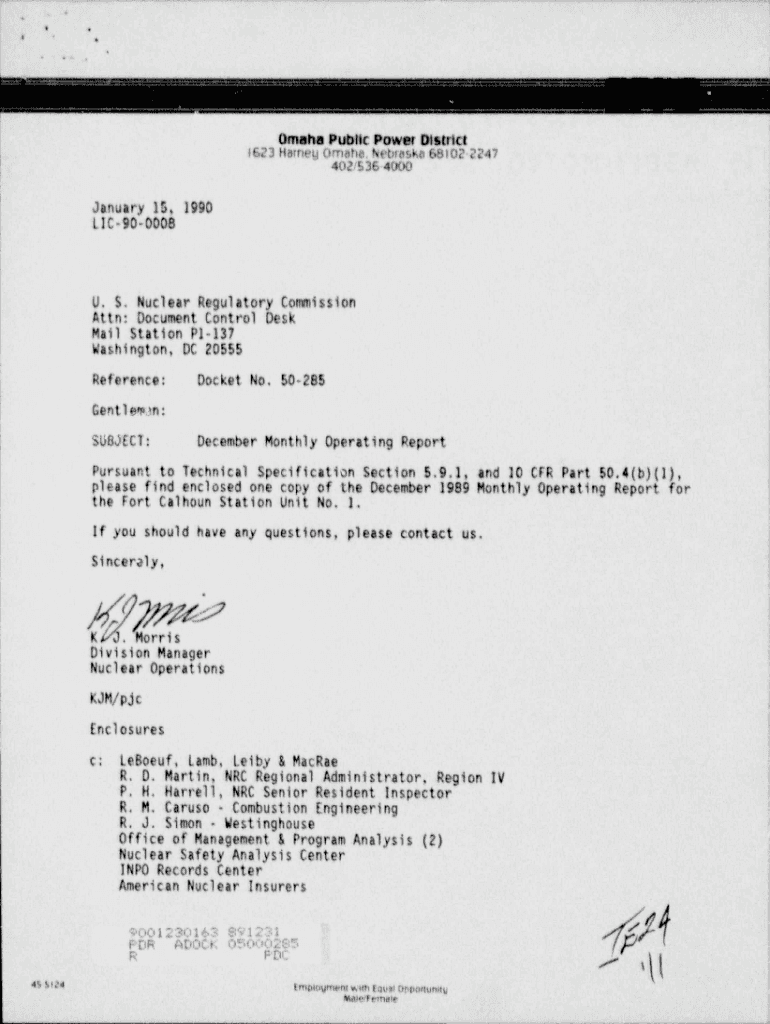 Omaha Public Power District
1623 Harney Omaha, Nebraska 68102-2247
402/536-4000
January 15, 1990
LIC-90-0008
U. S. Nuclear Regulatory Commission
Attn: Document Control Desk
Mail Station P1-137
Washington, DC 20555
Reference: Docket No. 50-285
Gentlemen:
SUBJECT: December Monthly Operating Report
Pursuant to Technical Specification Section 5.9.1, and 10 CFR Part 50.4(b)(1),
please find enclosed one copy of the December 1989 Monthly Operating Report for
the Fort Calhoun Station Unit No. 1.
If you should have any questions, please contact us.
Sincerely,
K. J. Morris
Division Manager
Nuclear Operations
KJM/pjc
Enclosures
c: LeBoeuf, Lamb, Leiby & MacRae
R. D. Martin, NRC Regional Administrator, Region IV
P. H. Harrell, NRC Senior Resident Inspector
R. M. Caruso - Combustion Engineering
R. J. Simon - Westinghouse
Office of Management & Program Analysis (2)
Nuclear Safety Analysis Center
INPO Records Center
American Nuclear Insurers
9001230163 891231
PDR ADOCK 05000285
R PDC
IE24
111
45-5124
Employment with Equal Opportunity
Male/Female